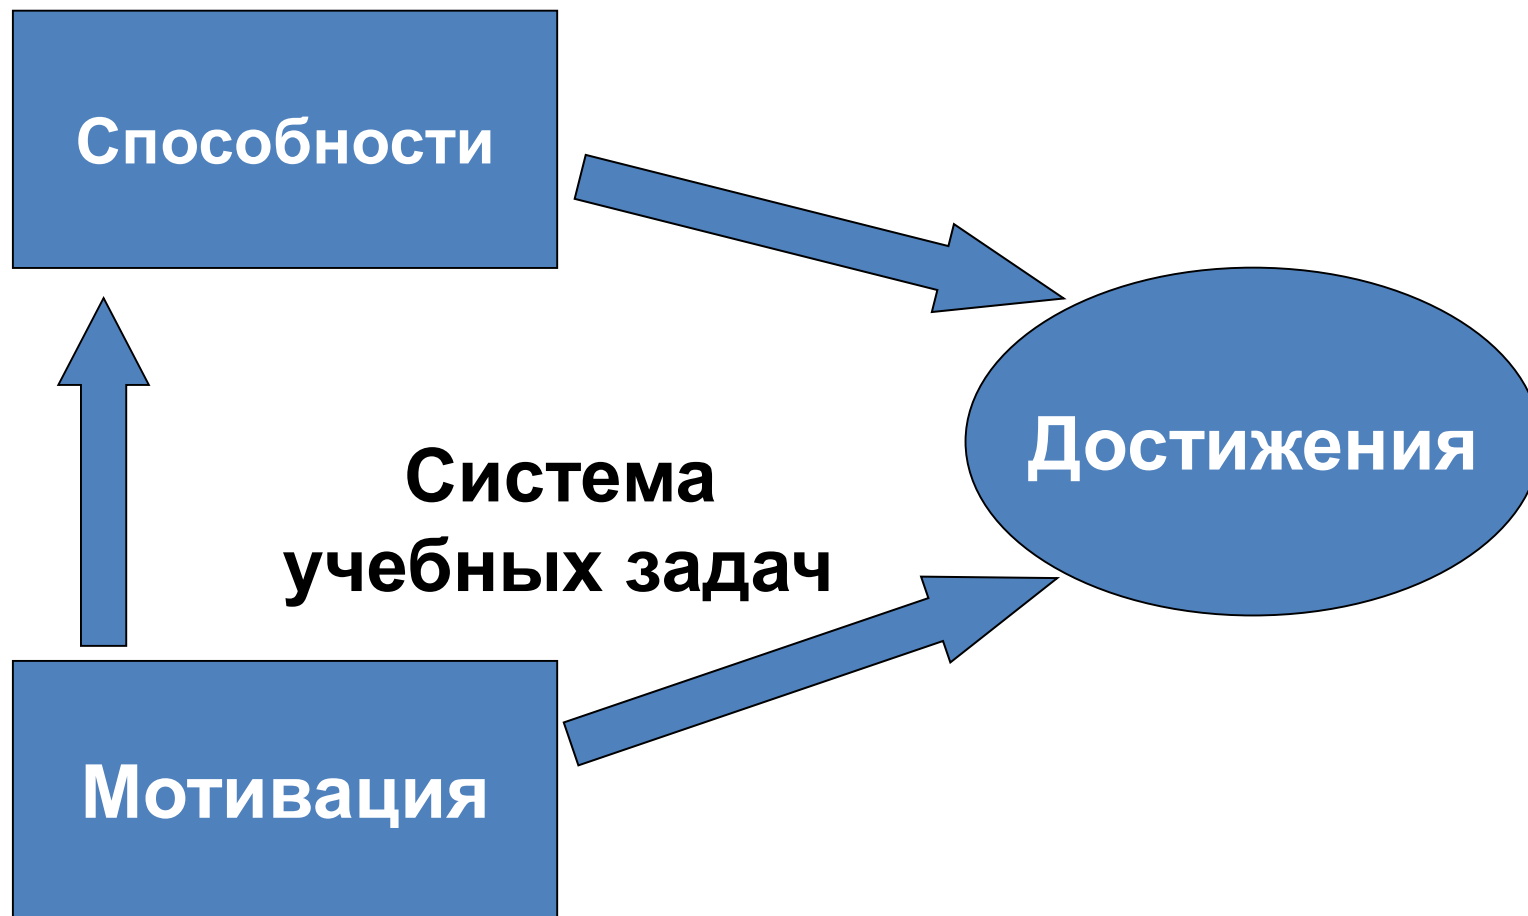 Способности
Достижения
Система
учебных задач
Мотивация